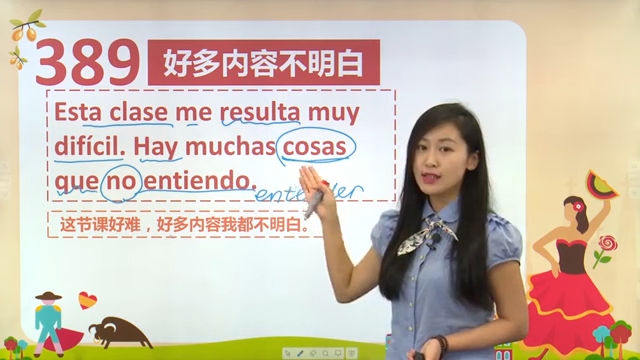 389
好多内容不明白
Esta clase me resulta muy
difícil. Hay muchas cosas
que no entiendo.
entender
这节课好难，好多内容我都不明白。